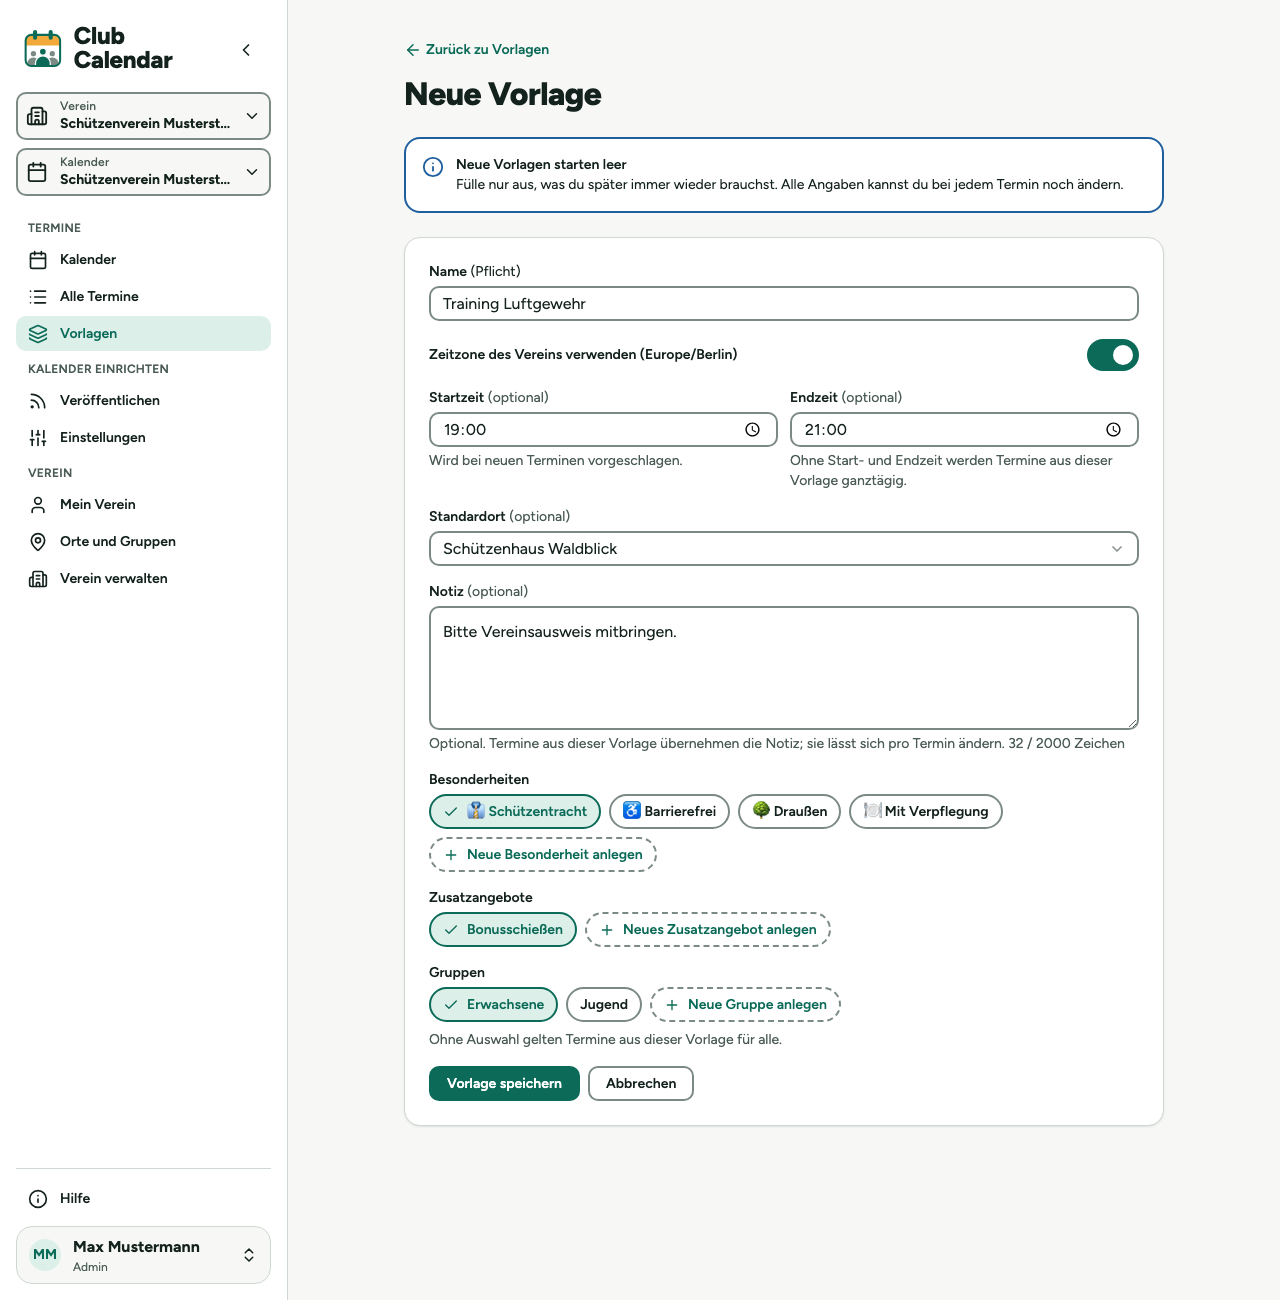 Club
Calendar
Verein
Schützenverein Musterst...
Kalender
Schützenverein Musterst...
TERMINE
Kalender
Alle Termine
Vorlagen
KALENDER EINRICHTEN
Veröffentlichen
Einstellungen
VEREIN
Mein Verein
Orte und Gruppen
Verein verwalten
Hilfe
MM
Max Mustermann
Admin
Zurück zu Vorlagen
Neue Vorlage
Neue Vorlagen starten leer
Fülle nur aus, was du später immer wieder brauchst. Alle Angaben kannst du bei jedem Termin noch ändern.
Name (Pflicht)
Training Luftgewehr
Zeitzone des Vereins verwenden (Europe/Berlin)
Startzeit (optional)
19:00
Wird bei neuen Terminen vorgeschlagen.
Endzeit (optional)
21:00
Ohne Start- und Endzeit werden Termine aus dieser
Vorlage ganztägig.
Standardort (optional)
Schützenhaus Waldblick
Notiz (optional)
Bitte Vereinsausweis mitbringen.
Optional. Termine aus dieser Vorlage übernehmen die Notiz; sie lässt sich pro Termin ändern. 32 / 2000 Zeichen
Besonderheiten
Schützentracht Barrierefrei Draußen Mit Verpflegung
Neue Besonderheit anlegen
Zusatzangebote
Bonusschießen Neues Zusatzangebot anlegen
Gruppen
Erwachsene Jugend Neue Gruppe anlegen
Ohne Auswahl gelten Termine aus dieser Vorlage für alle.
Vorlage speichern Abbrechen